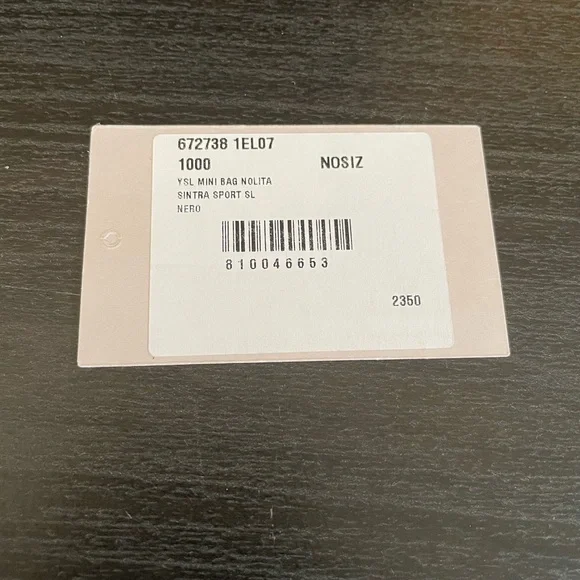 672738 1EL07
1000 NOSIZ
YSL MINI BAG NOLITA
SINTRA SPORT SL
NERO
810046653
2350